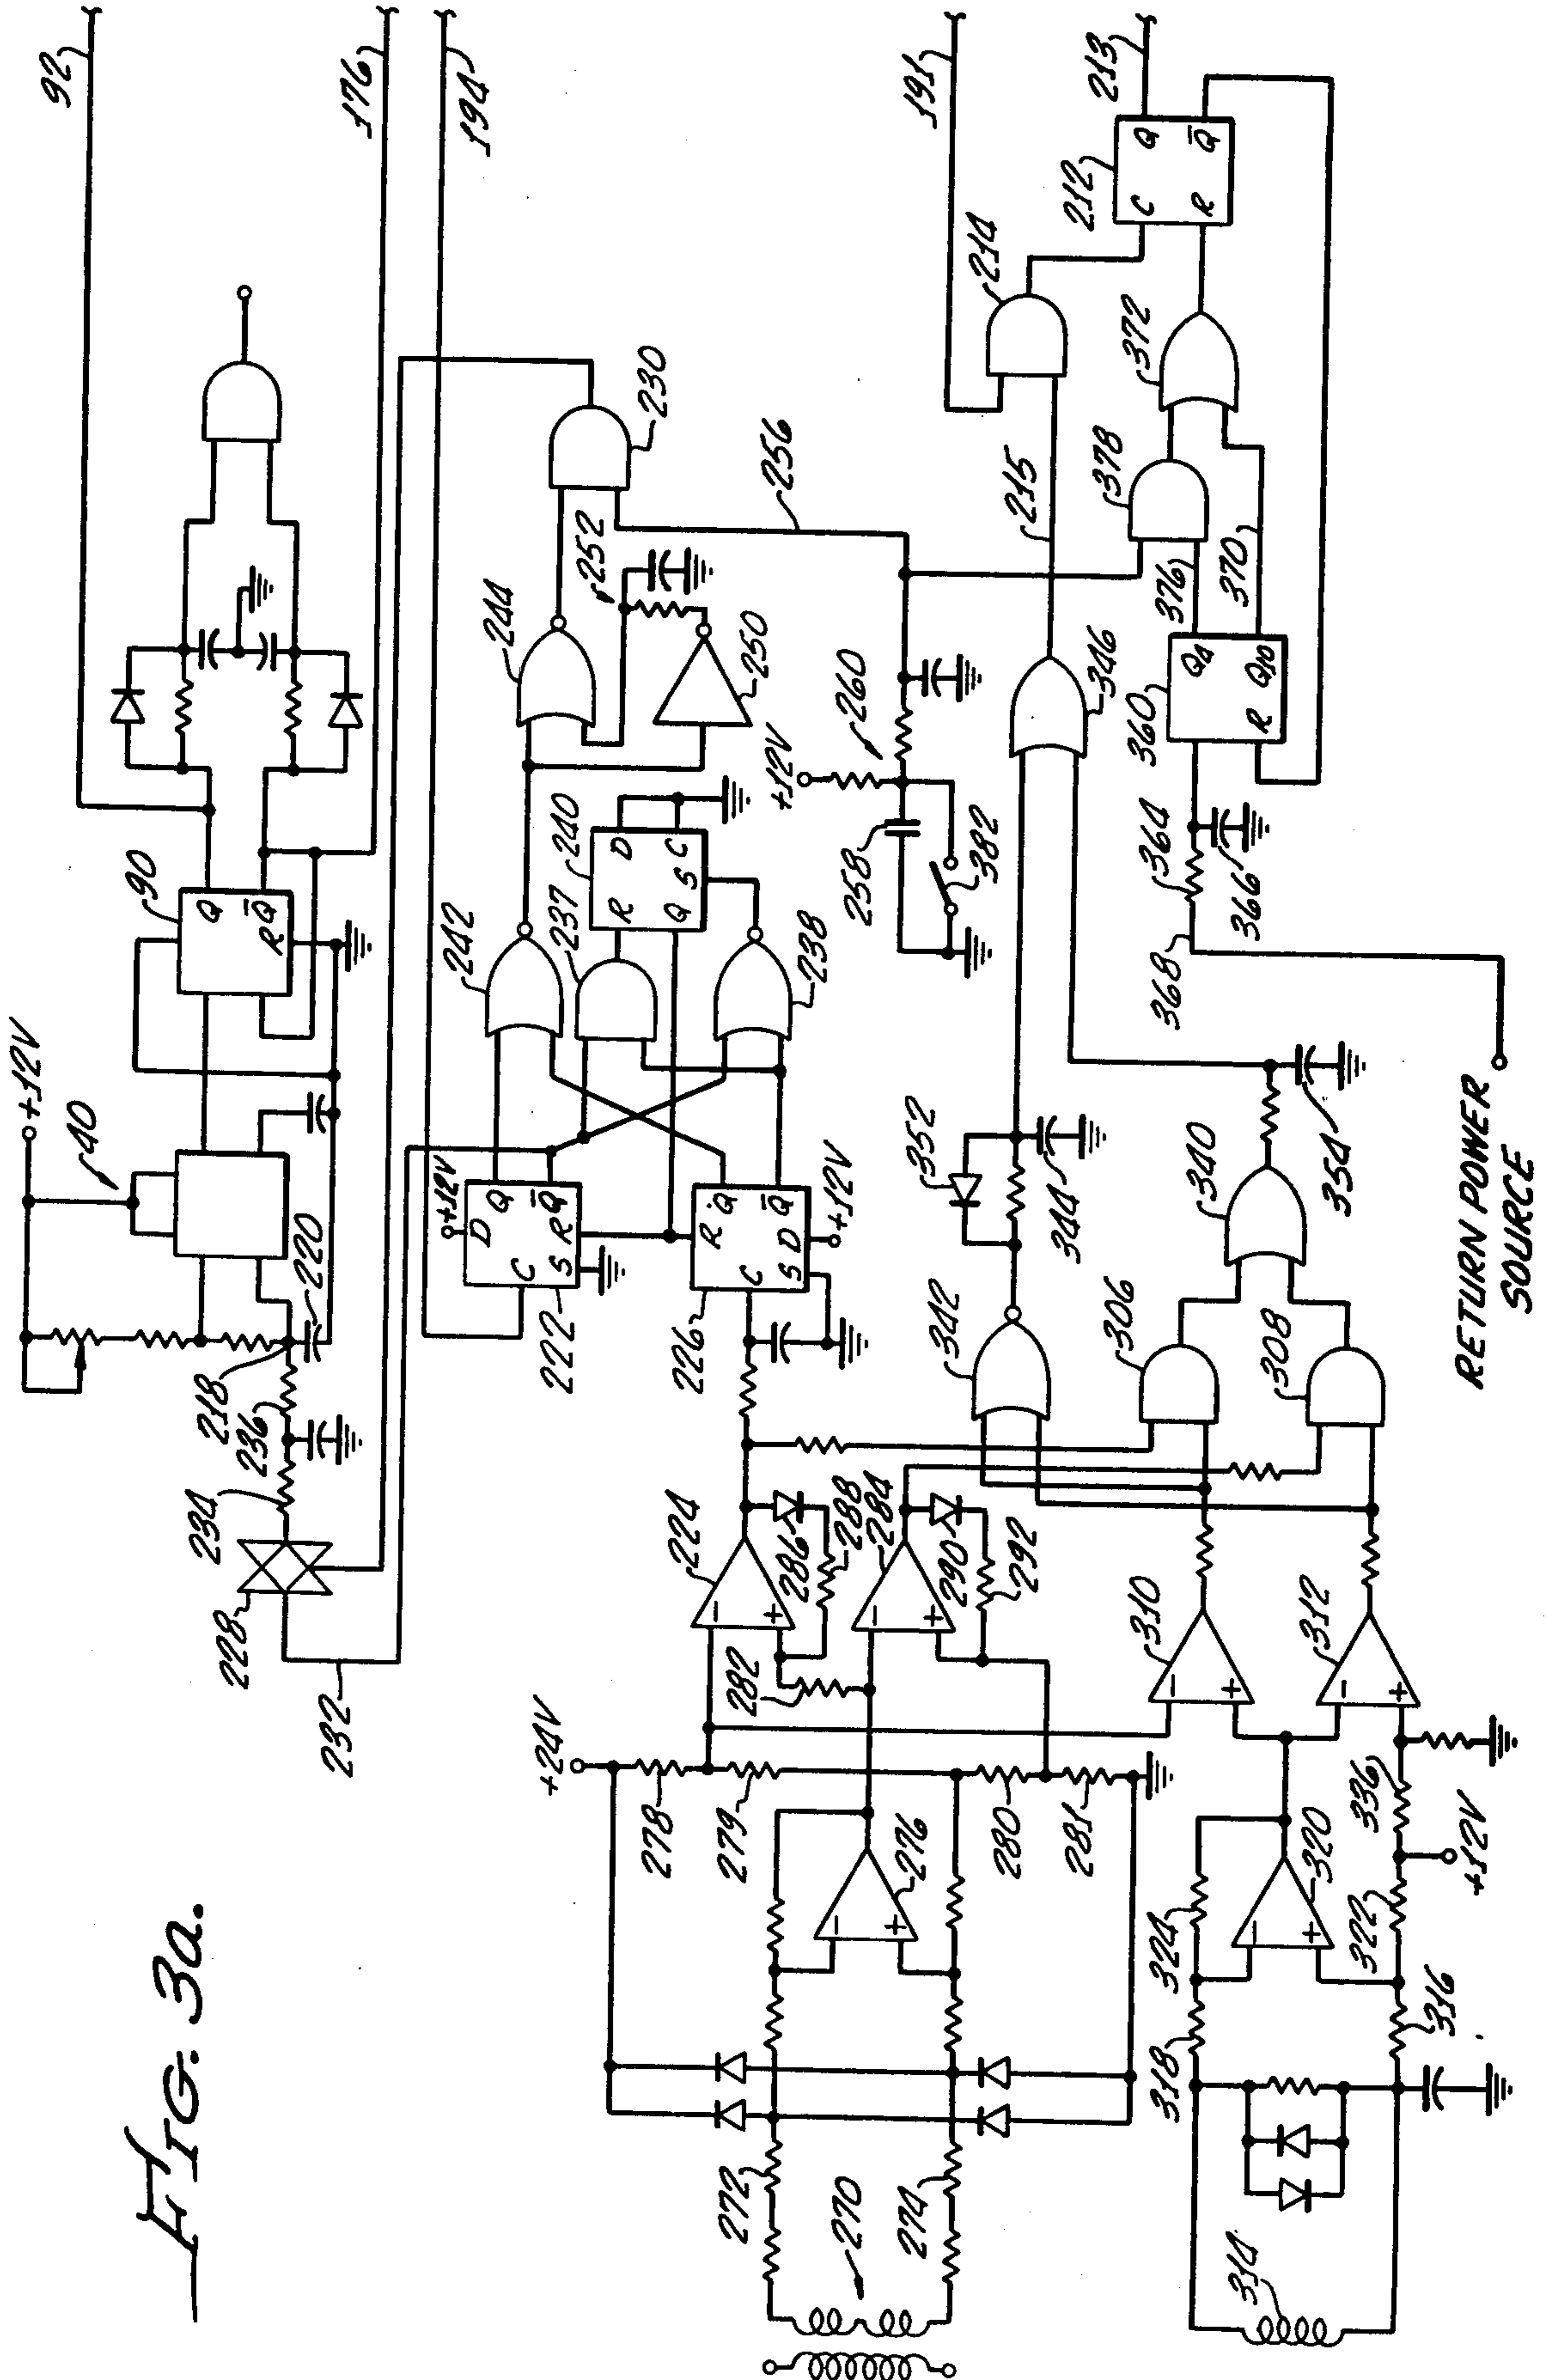 FIG. 3a.
+12V
40
90
92
176
194
220
218
236
234
228
232
Q
Q̄
R
+12V
D
Q
C
Q̄
S
R
222
226
R
Q
C
Q̄
S
D
+12V
242
237
240
238
R
D
Q
S
C
244
252
250
230
256
+12V
260
258
382
191
214
215
212
213
C
Q
R
Q̄
346
372
378
376
370
360
Q4
R
Q10
364
366
368
RETURN POWER
SOURCE
352
344
342
340
354
306
308
224
-
+
286
288
284
-
+
290
292
282
+24V
278
279
280
281
276
-
+
272
274
270
310
-
+
312
-
+
336
+12V
320
-
+
324
322
318
316
314